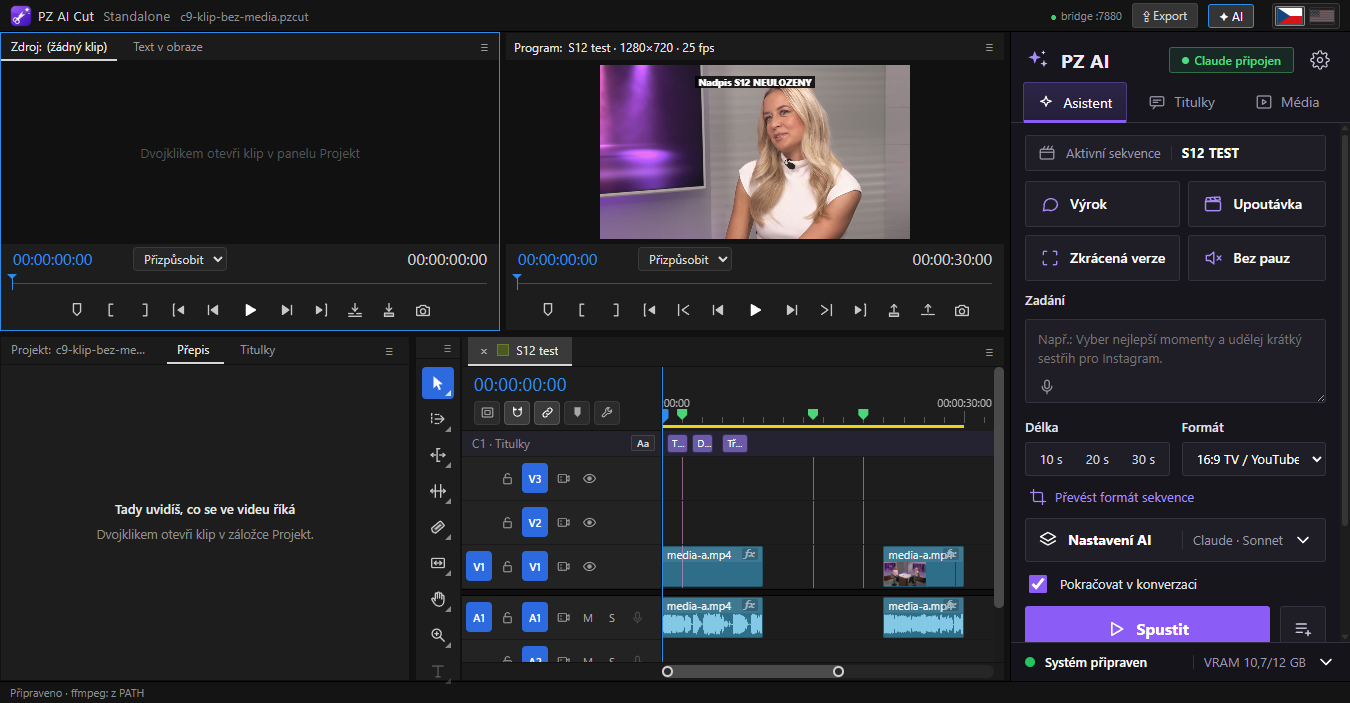 PZ AI Cut Standalone c9-klip-bez-media.pzcut
bridge :7880 Export AI
Zdroj: (žádný klip) Text v obraze
Dvojklikem otevři klip v panelu Projekt
00:00:00:00 Přizpůsobit 00:00:00:00
Program: S12 test · 1280×720 · 25 fps
Nadpis S12 NEULOZENY
00:00:00:00 Přizpůsobit 00:00:30:00
Projekt: c9-klip-bez-me... Přepis Titulky
Tady uvidíš, co se ve videu říká
Dvojklikem otevři klip v záložce Projekt.
× S12 test
00:00:00:00
00:00 00:00:30:00
C1 · Titulky Aa T... D... Tř...
V3
V2
V1 V1 media-a.mp4 fx media-a.mp4 fx
A1 A1 M S media-a.mp4 fx media-a.mp4 fx
A2 M S
PZ AI Claude připojen
Asistent Titulky Média
Aktivní sekvence S12 TEST
Výrok Upoutávka
Zkrácená verze Bez pauz
Zadání
Např.: Vyber nejlepší momenty a udělej krátký
sestřih pro Instagram.
Délka Formát
10 s 20 s 30 s 16:9 TV / YouTube
Převést formát sekvence
Nastavení AI Claude · Sonnet
Pokračovat v konverzaci
Spustit
Systém připraven VRAM 10,7/12 GB
Připraveno · ffmpeg: z PATH